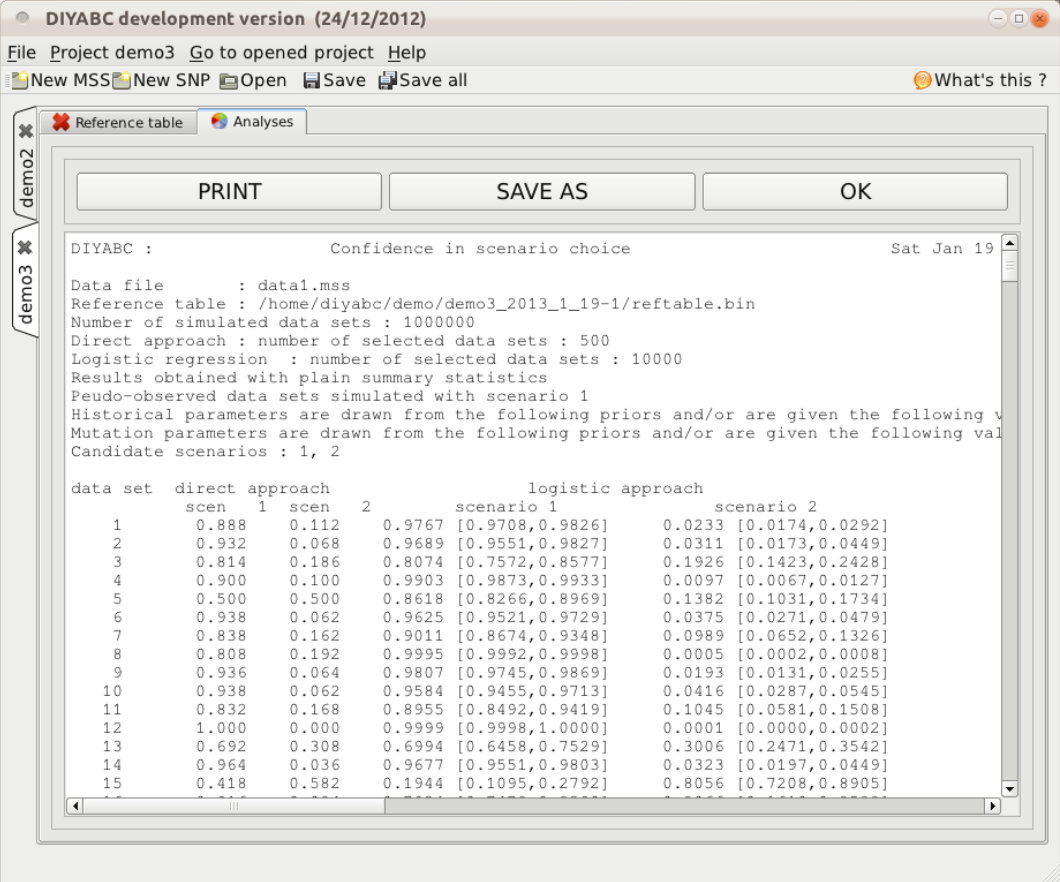 DIYABC development version (24/12/2012)
File Project demo3 Go to opened project Help
New MSS New SNP Open Save Save all What's this ?
demo2
demo3
Reference table Analyses
PRINT SAVE AS OK
DIYABC : Confidence in scenario choice Sat Jan 19
Data file : data1.mss
Reference table : /home/diyabc/demo/demo3_2013_1_19-1/reftable.bin
Number of simulated data sets : 1000000
Direct approach : number of selected data sets : 500
Logistic regression : number of selected data sets : 10000
Results obtained with plain summary statistics
Peudo-observed data sets simulated with scenario 1
Historical parameters are drawn from the following priors and/or are given the following v
Mutation parameters are drawn from the following priors and/or are given the following val
Candidate scenarios : 1, 2
data set direct approach logistic approach
scen 1 scen 2 scenario 1 scenario 2
1 0.888 0.112 0.9767 [0.9708,0.9826] 0.0233 [0.0174,0.0292]
2 0.932 0.068 0.9689 [0.9551,0.9827] 0.0311 [0.0173,0.0449]
3 0.814 0.186 0.8074 [0.7572,0.8577] 0.1926 [0.1423,0.2428]
4 0.900 0.100 0.9903 [0.9873,0.9933] 0.0097 [0.0067,0.0127]
5 0.500 0.500 0.8618 [0.8266,0.8969] 0.1382 [0.1031,0.1734]
6 0.938 0.062 0.9625 [0.9521,0.9729] 0.0375 [0.0271,0.0479]
7 0.838 0.162 0.9011 [0.8674,0.9348] 0.0989 [0.0652,0.1326]
8 0.808 0.192 0.9995 [0.9992,0.9998] 0.0005 [0.0002,0.0008]
9 0.936 0.064 0.9807 [0.9745,0.9869] 0.0193 [0.0131,0.0255]
10 0.938 0.062 0.9584 [0.9455,0.9713] 0.0416 [0.0287,0.0545]
11 0.832 0.168 0.8955 [0.8492,0.9419] 0.1045 [0.0581,0.1508]
12 1.000 0.000 0.9999 [0.9998,1.0000] 0.0001 [0.0000,0.0002]
13 0.692 0.308 0.6994 [0.6458,0.7529] 0.3006 [0.2471,0.3542]
14 0.964 0.036 0.9677 [0.9551,0.9803] 0.0323 [0.0197,0.0449]
15 0.418 0.582 0.1944 [0.1095,0.2792] 0.8056 [0.7208,0.8905]